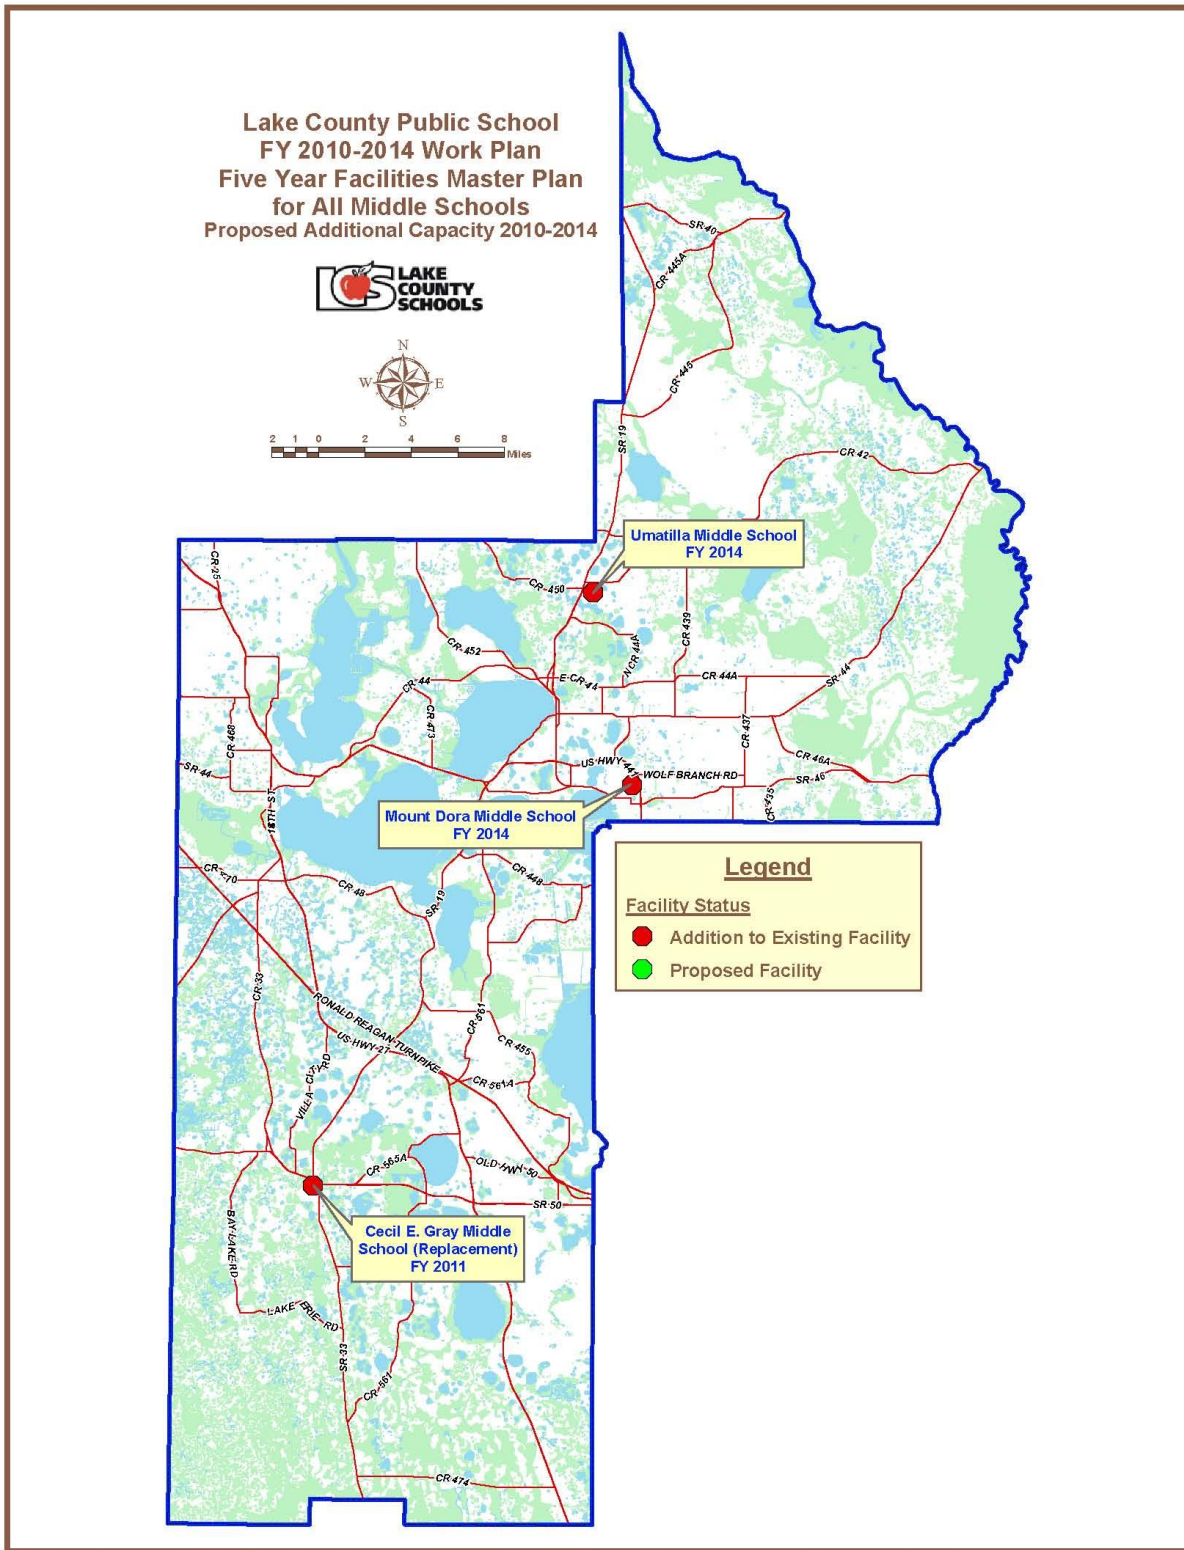 Lake County Public School
FY 2010-2014 Work Plan
Five Year Facilities Master Plan
for All Middle Schools
Proposed Additional Capacity 2010-2014
LCS LAKE
COUNTY
SCHOOLS
N
W E
S
2 1 0 2 4 6 8
Miles
SR 40
CR 445A
CR 445
SR 19
CR 42
Umatilla Middle School
FY 2014
CR 25
CR 450
CR 439
N CR 44A
CR 452
E CR 44
CR 44A
CR 44
SR 44
CR 473
CR 468
CR 437
US HWY 441
CR 46A
SR 44
WOLF BRANCH RD
SR 46
CR 435
Mount Dora Middle School
FY 2014
CR 470
CR 48
CR 448
SR 19
Legend
Facility Status
Addition to Existing Facility
Proposed Facility
CR 33
RONALD REAGAN TURNPIKE
US HWY 27
CR 561
CR 455
CR 561A
VILLA CITY RD
CR 565A
OLD HWY 50
SR 50
Cecil E. Gray Middle
School (Replacement)
FY 2011
BAY LAKE RD
LAKE ERIE RD
SR 33
CR 561
CR 474